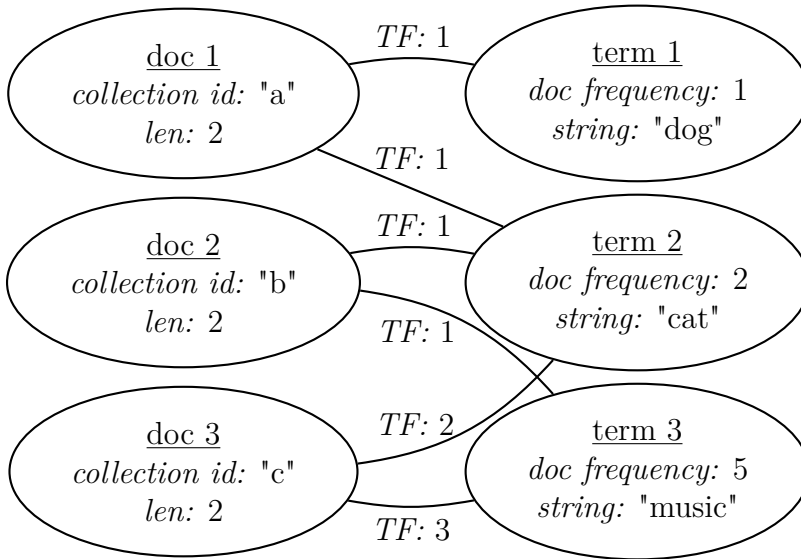 doc 1
collection id: "a"
len: 2
TF: 1
term 1
doc frequency: 1
string: "dog"
TF: 1
doc 2
collection id: "b"
len: 2
TF: 1
term 2
doc frequency: 2
string: "cat"
TF: 1
doc 3
collection id: "c"
len: 2
TF: 2
term 3
doc frequency: 5
string: "music"
TF: 3